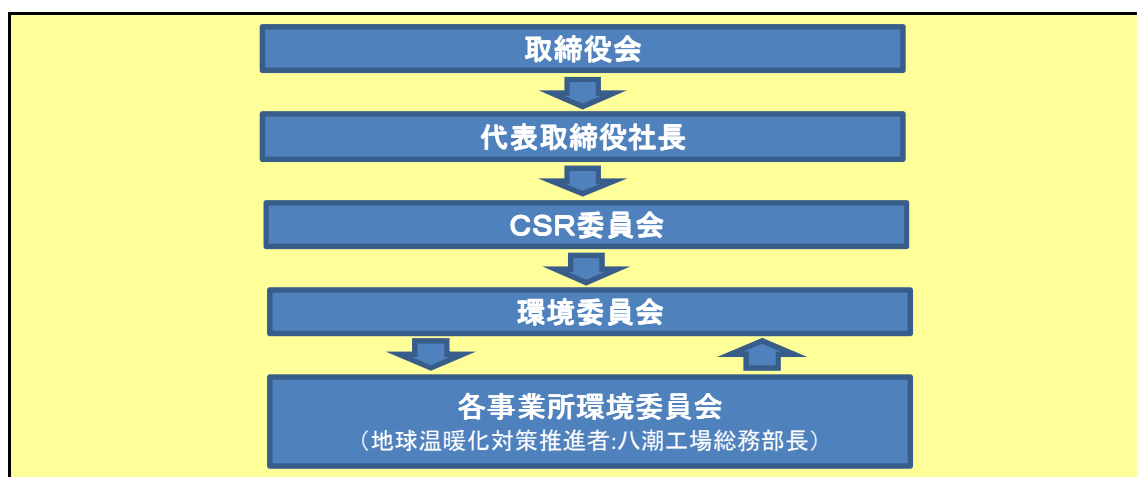 取締役会
代表取締役社長
CSR委員会
環境委員会
各事業所環境委員会
（地球温暖化対策推進者:八潮工場総務部長）